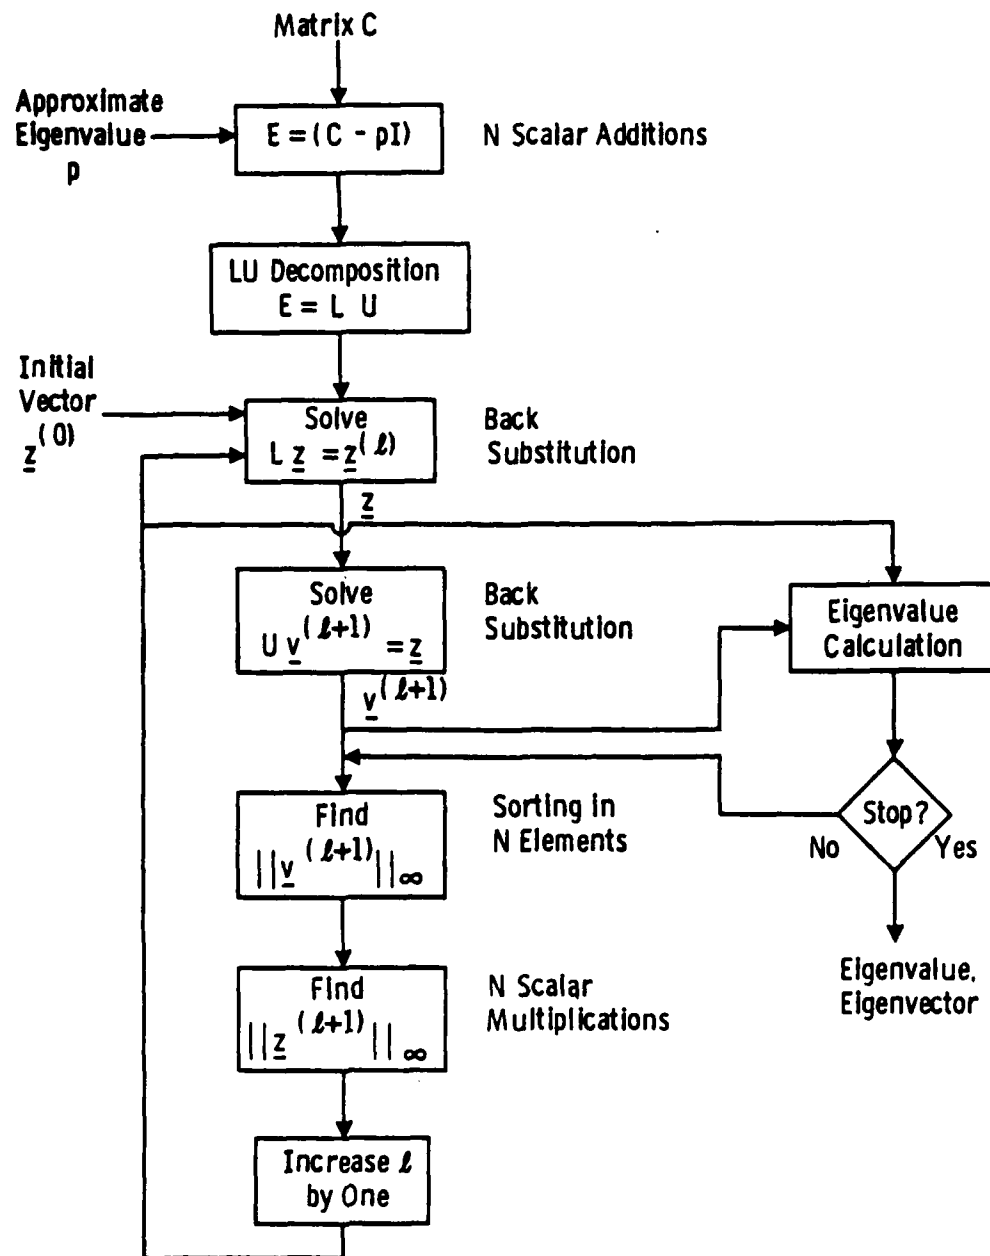 Matrix C
Approximate
Eigenvalue
p
E = (C - pI)
N Scalar Additions
LU Decomposition
E = L U
Initial
Vector
z^(0)
Solve
L z = z^(ℓ)
Back
Substitution
z
Solve
U v^(ℓ+1) = z
Back
Substitution
Eigenvalue
Calculation
v^(ℓ+1)
Find
||v^(ℓ+1)||∞
Sorting in
N Elements
Stop?
No
Yes
Find
||z^(ℓ+1)||∞
N Scalar
Multiplications
Eigenvalue,
Eigenvector
Increase ℓ
by One